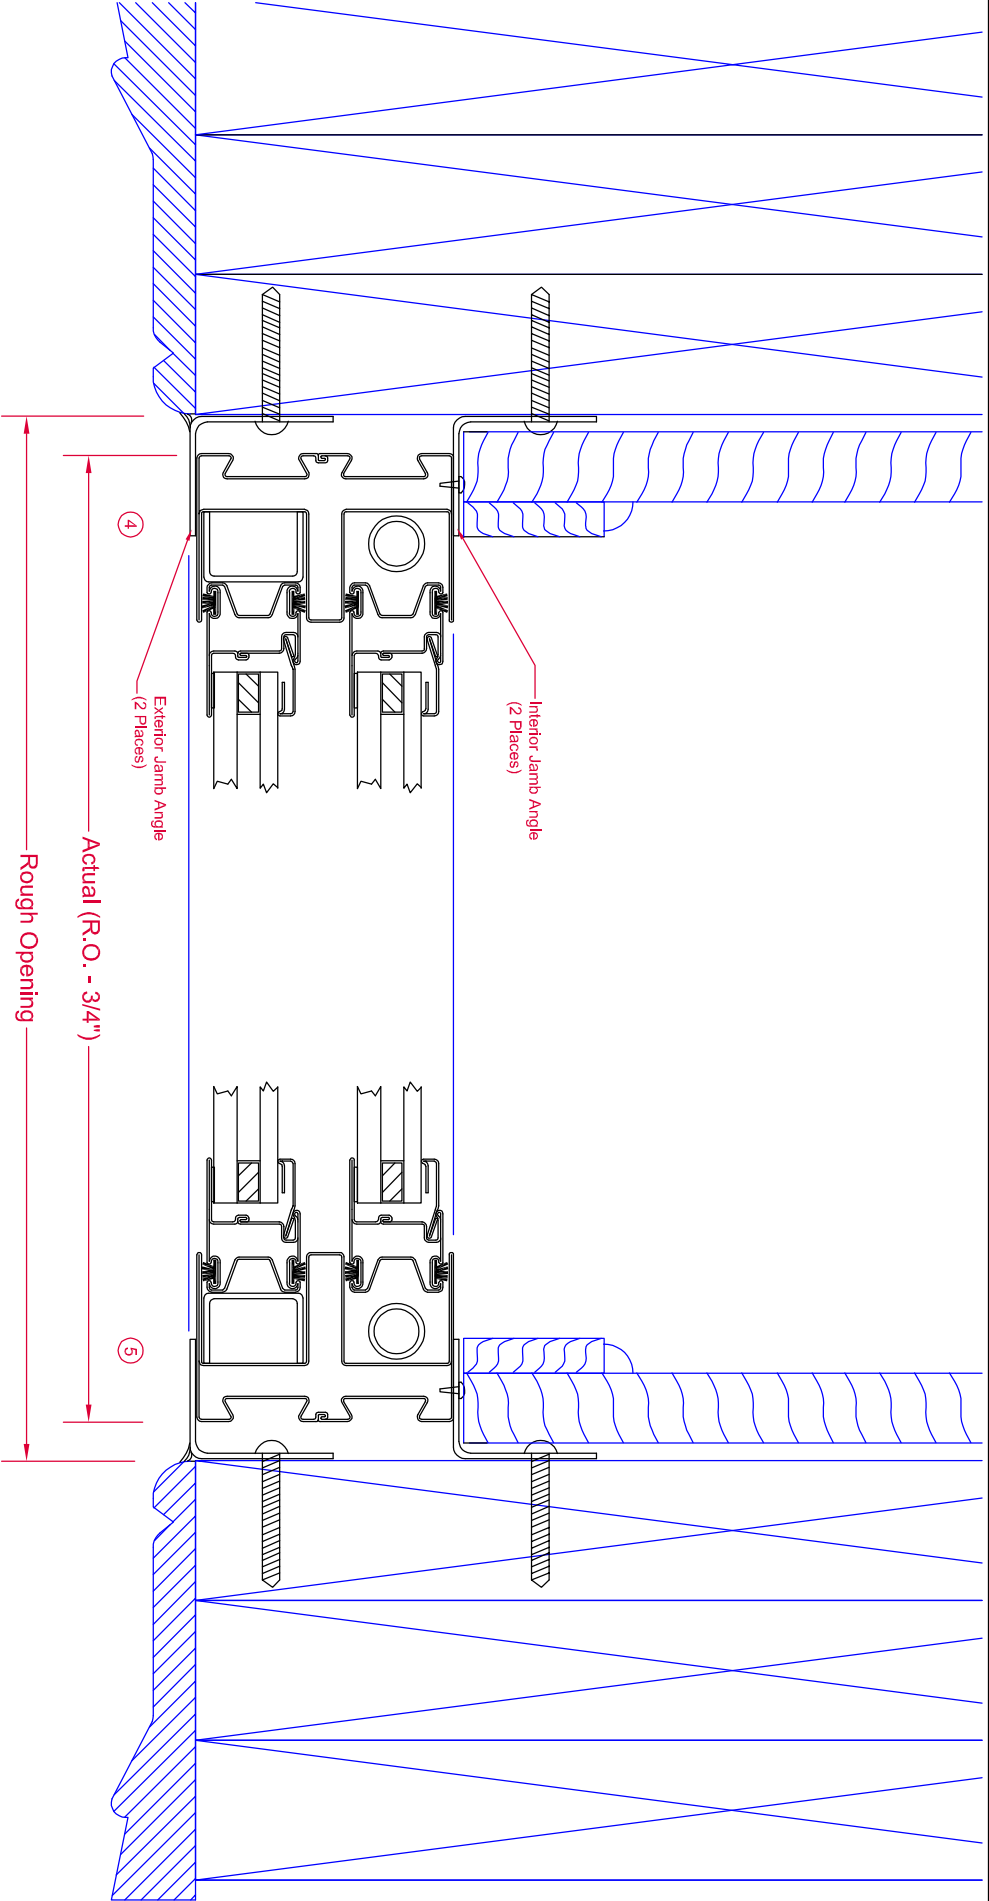 Interior Jamb Angle
(2 Places)
Exterior Jamb Angle
(2 Places)
4
5
Actual (R.O. - 3/4")
Rough Opening